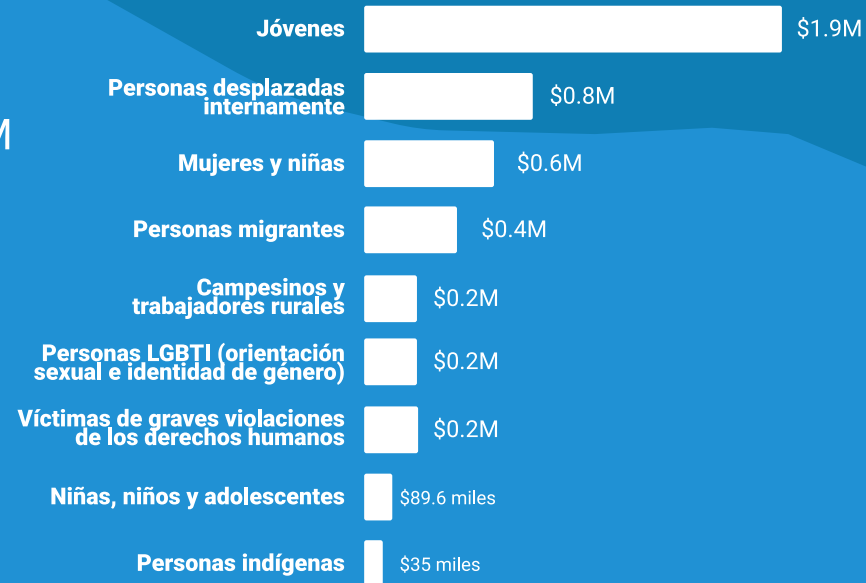 Jóvenes $1.9M
Personas desplazadas
internamente $0.8M
M
Mujeres y niñas $0.6M
Personas migrantes $0.4M
Campesinos y
trabajadores rurales $0.2M
Personas LGBTI (orientación
sexual e identidad de género) $0.2M
Víctimas de graves violaciones
de los derechos humanos $0.2M
Niñas, niños y adolescentes $89.6 miles
Personas indígenas $35 miles